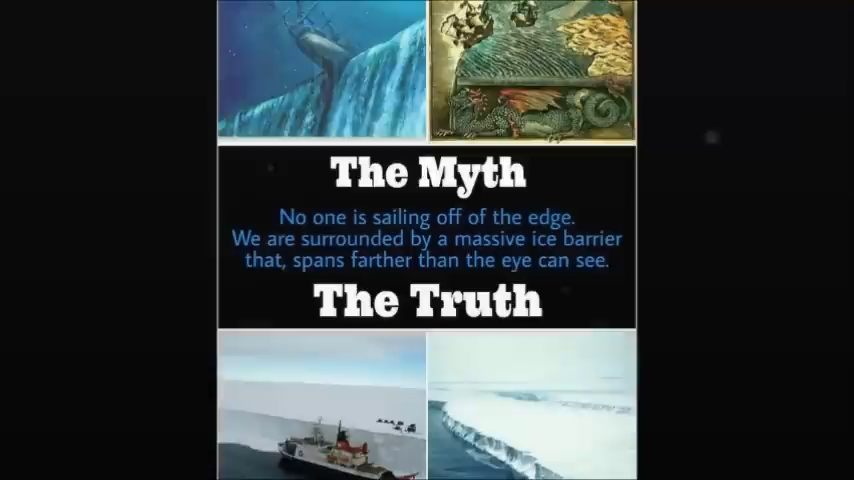 The Myth
No one is sailing off of the edge.
We are surrounded by a massive ice barrier
that, spans farther than the eye can see.
The Truth